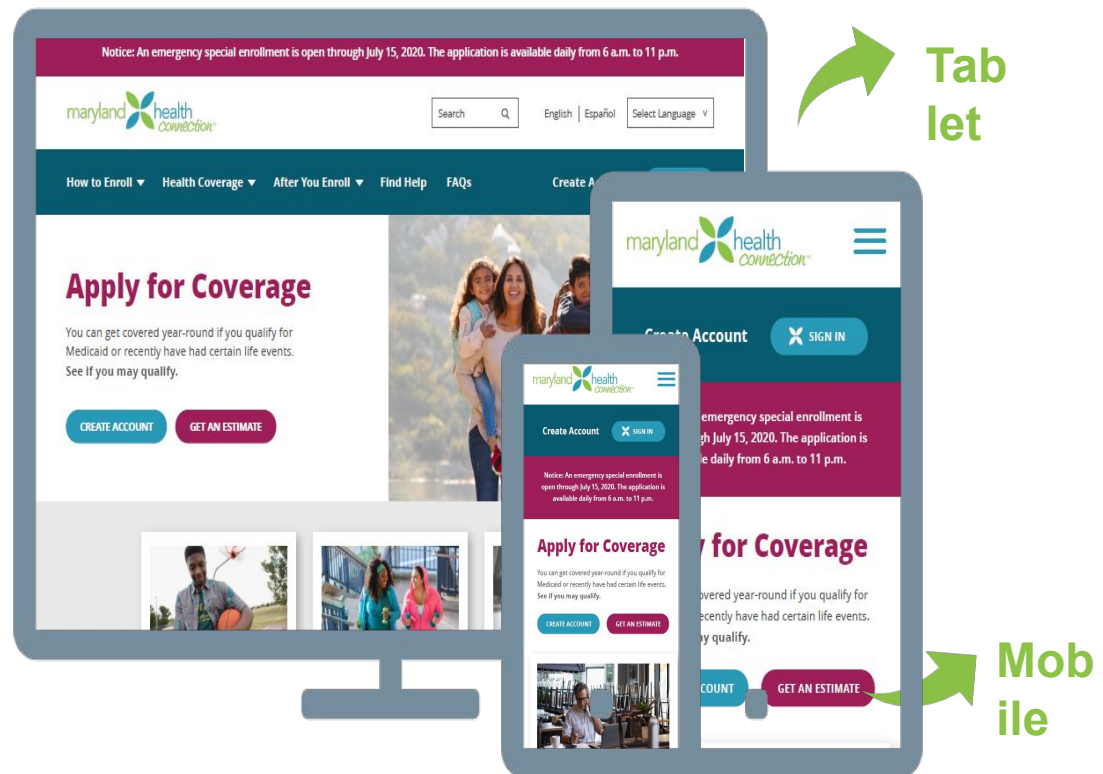 Notice: An emergency special enrollment is open through July 15, 2020. The application is available daily from 6 a.m. to 11 p.m.
maryland health
connection
Search
English | Español
Select Language
How to Enroll
Health Coverage
After You Enroll
Find Help
FAQs
Create A
Apply for Coverage
You can get covered year-round if you qualify for
Medicaid or recently have had certain life events.
See if you may qualify.
CREATE ACCOUNT
GET AN ESTIMATE
Tab
let
maryland health
connection
Create Account
SIGN IN
emergency special enrollment is
gh July 15, 2020. The application is
le daily from 6 a.m. to 11 p.m.
y for Coverage
overed year-round if you qualify for
recently have had certain life events.
ay qualify.
COUNT
GET AN ESTIMATE
maryland health
connection
Create Account
SIGN IN
Notice: An emergency special enrollment is
open through July 15, 2020. The application is
available daily from 6 a.m. to 11 p.m.
Apply for Coverage
You can get covered year-round if you qualify for
Medicaid or recently have had certain life events.
See if you may qualify.
CREATE ACCOUNT
GET AN ESTIMATE
Mob
ile